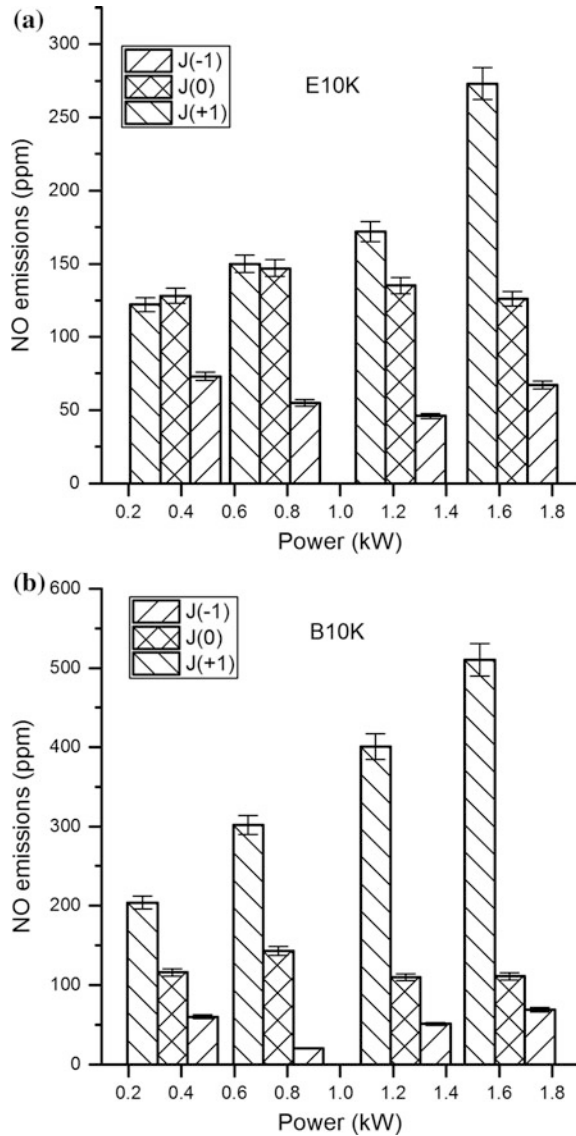 (a)
300
250
200
150
100
50
0
NO emissions (ppm)
J(-1)
J(0)
J(+1)
E10K
0.2 0.4 0.6 0.8 1.0 1.2 1.4 1.6 1.8
Power (kW)
(b)
600
500
400
300
200
100
0
NO emissions (ppm)
J(-1)
J(0)
J(+1)
B10K
0.2 0.4 0.6 0.8 1.0 1.2 1.4 1.6 1.8
Power (kW)